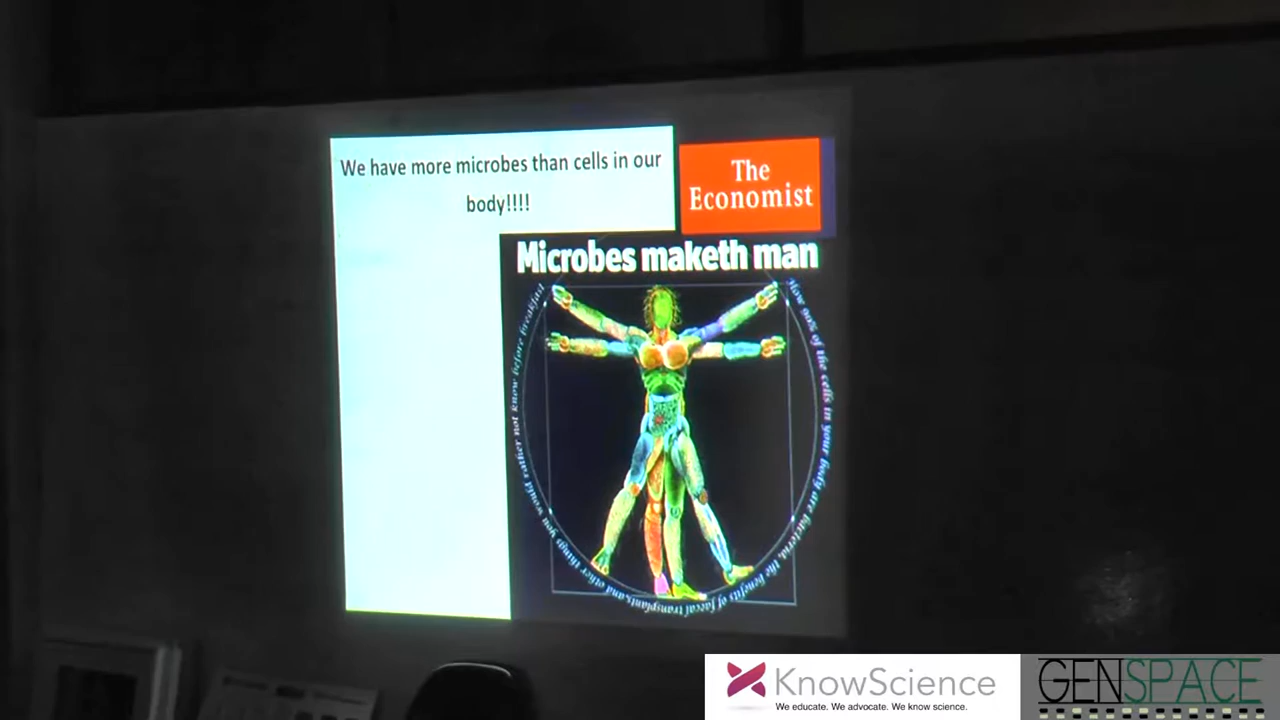 We have more microbes than cells in our
body!!!!
The
Economist
Microbes maketh man
How 90% of the cells in your body are bacteria, the benefits of faecal transplants and other things you would rather not know before breakfast
KnowScience
We educate. We advocate. We know science.
GENSPACE